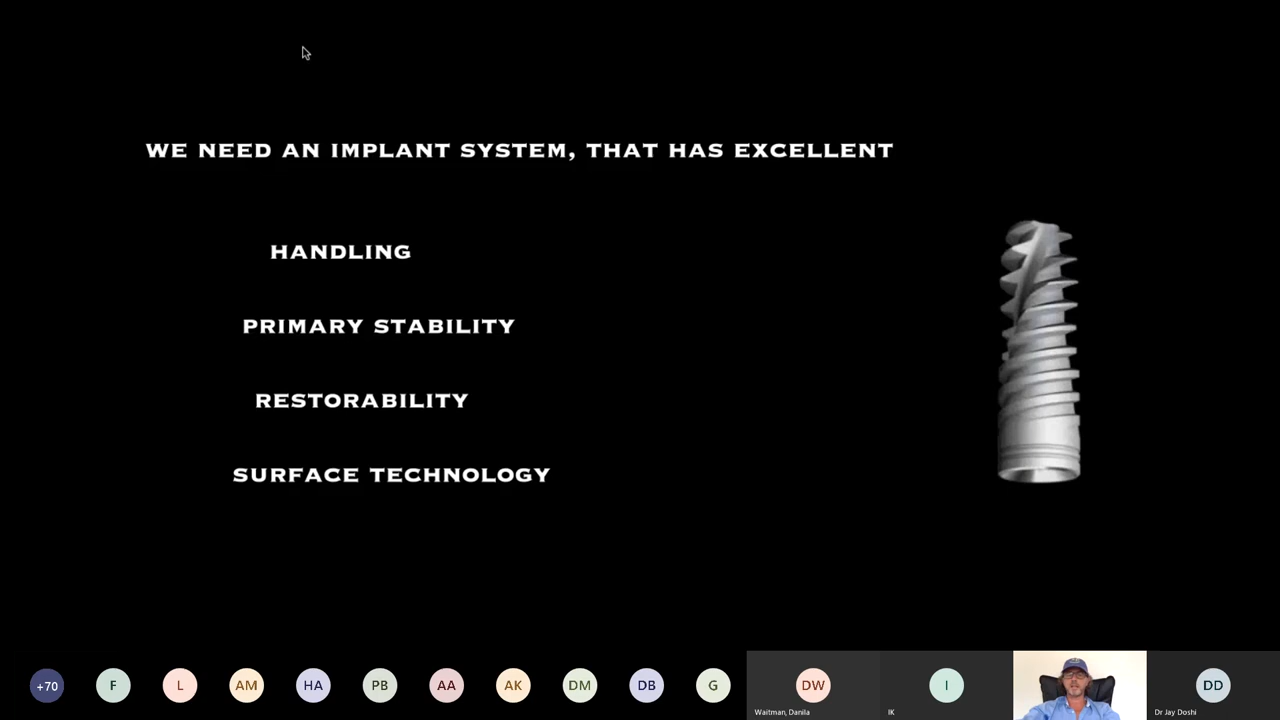 WE NEED AN IMPLANT SYSTEM, THAT HAS EXCELLENT
HANDLING
PRIMARY STABILITY
RESTORABILITY
SURFACE TECHNOLOGY
+70 F L AM HA PB AA AK DM DB G DW I DD
Waitman, Danila IK Dr Jay Doshi